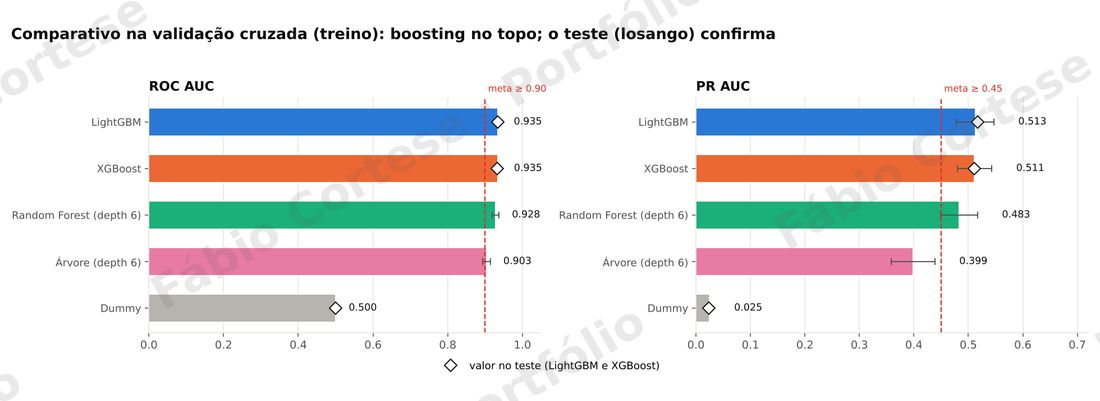 Comparativo na validação cruzada (treino): boosting no topo; o teste (losango) confirma
ROC AUC
meta ≥ 0.90
LightGBM
0.935
XGBoost
0.935
Random Forest (depth 6)
0.928
Árvore (depth 6)
0.903
Dummy
0.500
0.0 0.2 0.4 0.6 0.8 1.0
PR AUC
meta ≥ 0.45
LightGBM
0.513
XGBoost
0.511
Random Forest (depth 6)
0.483
Árvore (depth 6)
0.399
Dummy
0.025
0.0 0.1 0.2 0.3 0.4 0.5 0.6 0.7
valor no teste (LightGBM e XGBoost)
Fábio Cortese
Fábio Cortese
Portfólio
Portfólio
ortese